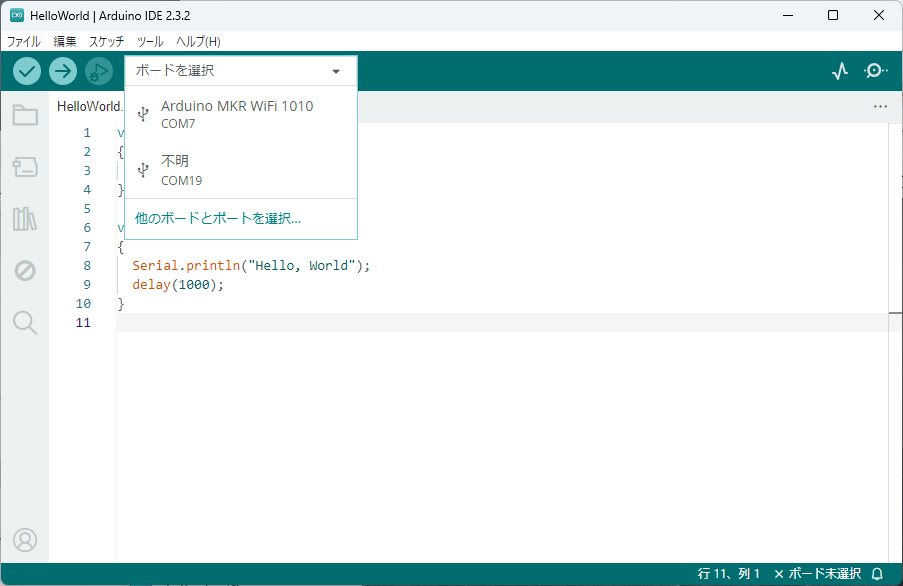 HelloWorld | Arduino IDE 2.3.2
ファイル 編集 スケッチ ツール ヘルプ(H)
ボードを選択
HelloWorld.
Arduino MKR WiFi 1010
COM7
不明
COM19
他のボードとポートを選択...
1 v
2 {
3
4 }
5
6 v
7 {
8 Serial.println("Hello, World");
9 delay(1000);
10 }
11
行 11、列 1 × ボード未選択